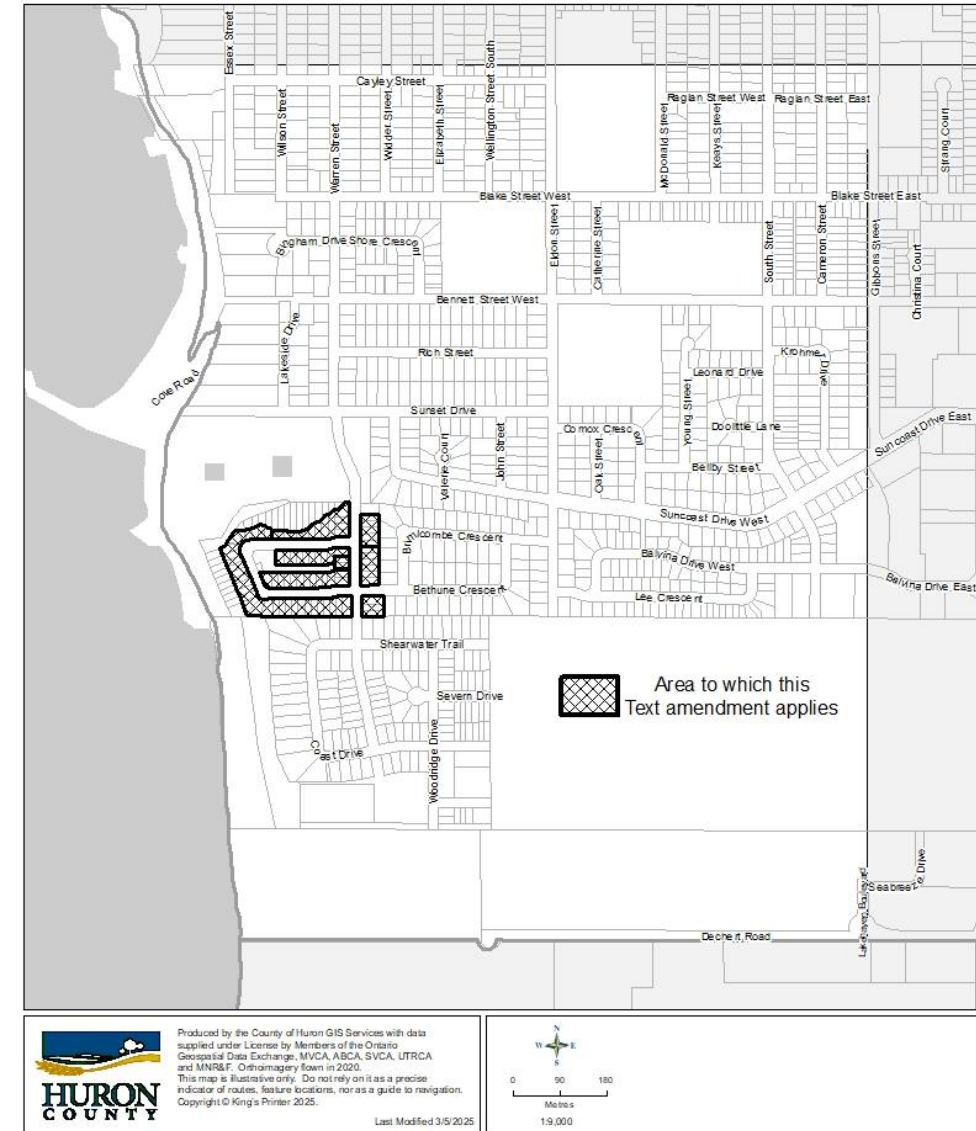 Essex Street
Cayley Street
Wilson Street
Warren Street
Widder Street
Elizabeth Street
Wellington Street South
Raglan Street West
Raglan Street East
McDonald Street
Keays Street
Strang Court
Blake Street West
Blake Street East
Bingham Drive
Shore Crescent
Eldon Street
Catherine Street
South Street
Cameron Street
Gibbons Street
Christina Court
Bennett Street West
Lakeside Drive
Rich Street
Krohmer Drive
Leonard Drive
Cove Road
Sunset Drive
Young Street
Doolittle Lane
Suncoast Drive East
Valerie Court
John Street
Comox Crescent
Oak Street
Bellby Street
Suncoast Drive West
Brimicombe Crescent
Balvina Drive West
Bethune Crescent
Lee Crescent
Balvina Drive East
Shearwater Trail
Severn Drive
Coast Drive
Woodridge Drive
Area to which this
Text amendment applies
Seabreeze Drive
Dechert Road
HURON
COUNTY
Produced by the County of Huron GIS Services with data
supplied under License by Members of the Ontario
Geospatial Data Exchange, MVCA, ABCA, SVCA, UTRCA
and MNR&F. Orthoimagery flown in 2020.
This map is illustrative only. Do not rely on it as a precise
indicator of routes, feature locations, nor as a guide to navigation.
Copyright © King's Printer 2025.
Last Modified 3/5/2025
N
W E
S
0 90 180
Metres
1:9,000